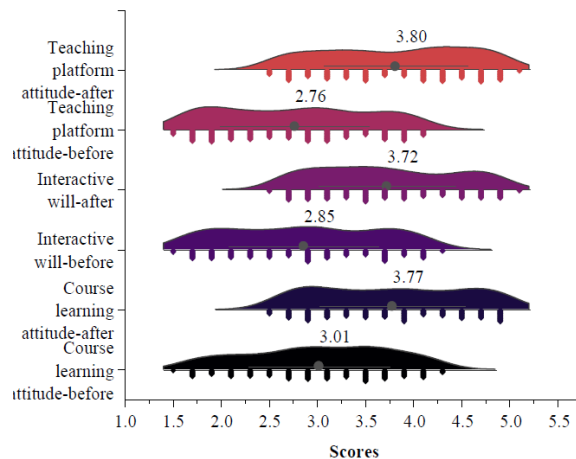 3.80
Teaching
platform
attitude-after
2.76
Teaching
platform
attitude-before
3.72
Interactive
will-after
2.85
Interactive
will-before
3.77
Course
learning
attitude-after
3.01
Course
learning
attitude-before
1.0 1.5 2.0 2.5 3.0 3.5 4.0 4.5 5.0 5.5
Scores